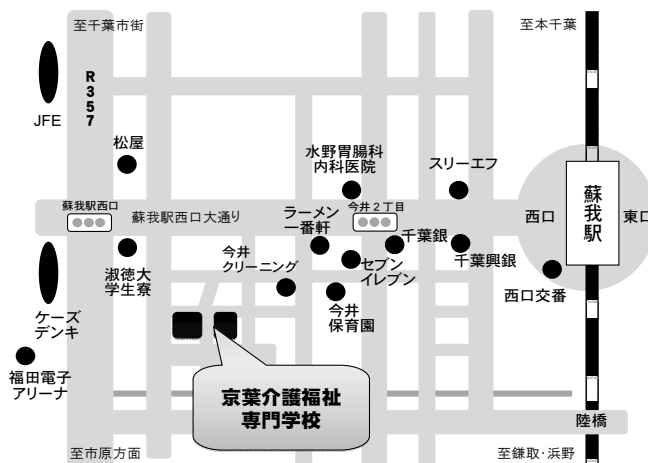 至千葉市街
至本千葉
R357
JFE
松屋
水野胃腸科
内科医院
スリーエフ
蘇我駅西口
蘇我駅西口大通り
今井2丁目
西口
蘇我駅
東口
ラーメン
一番軒
千葉銀
千葉興銀
今井
クリーニング
セブン
イレブン
淑徳大
学生寮
西口交番
今井
保育園
ケーズ
デンキ
福田電子
アリーナ
京葉介護福祉
専門学校
陸橋
至市原方面
至鎌取・浜野